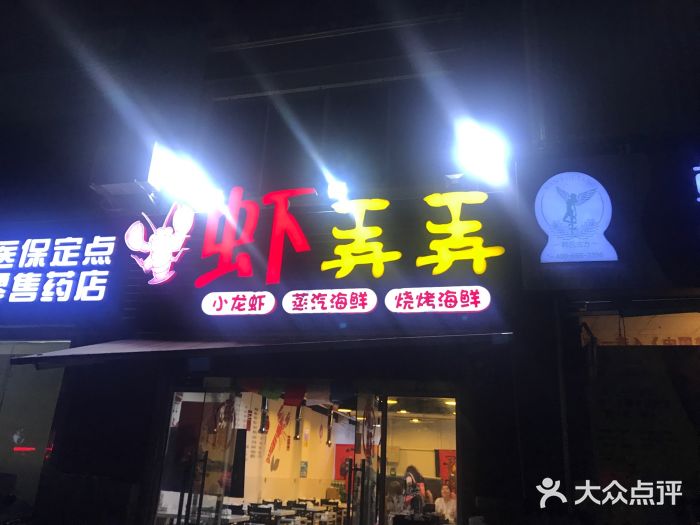 医保定点
零售药店
虾弄弄
小龙虾 蒸汽海鲜 烧烤海鲜
大众点评